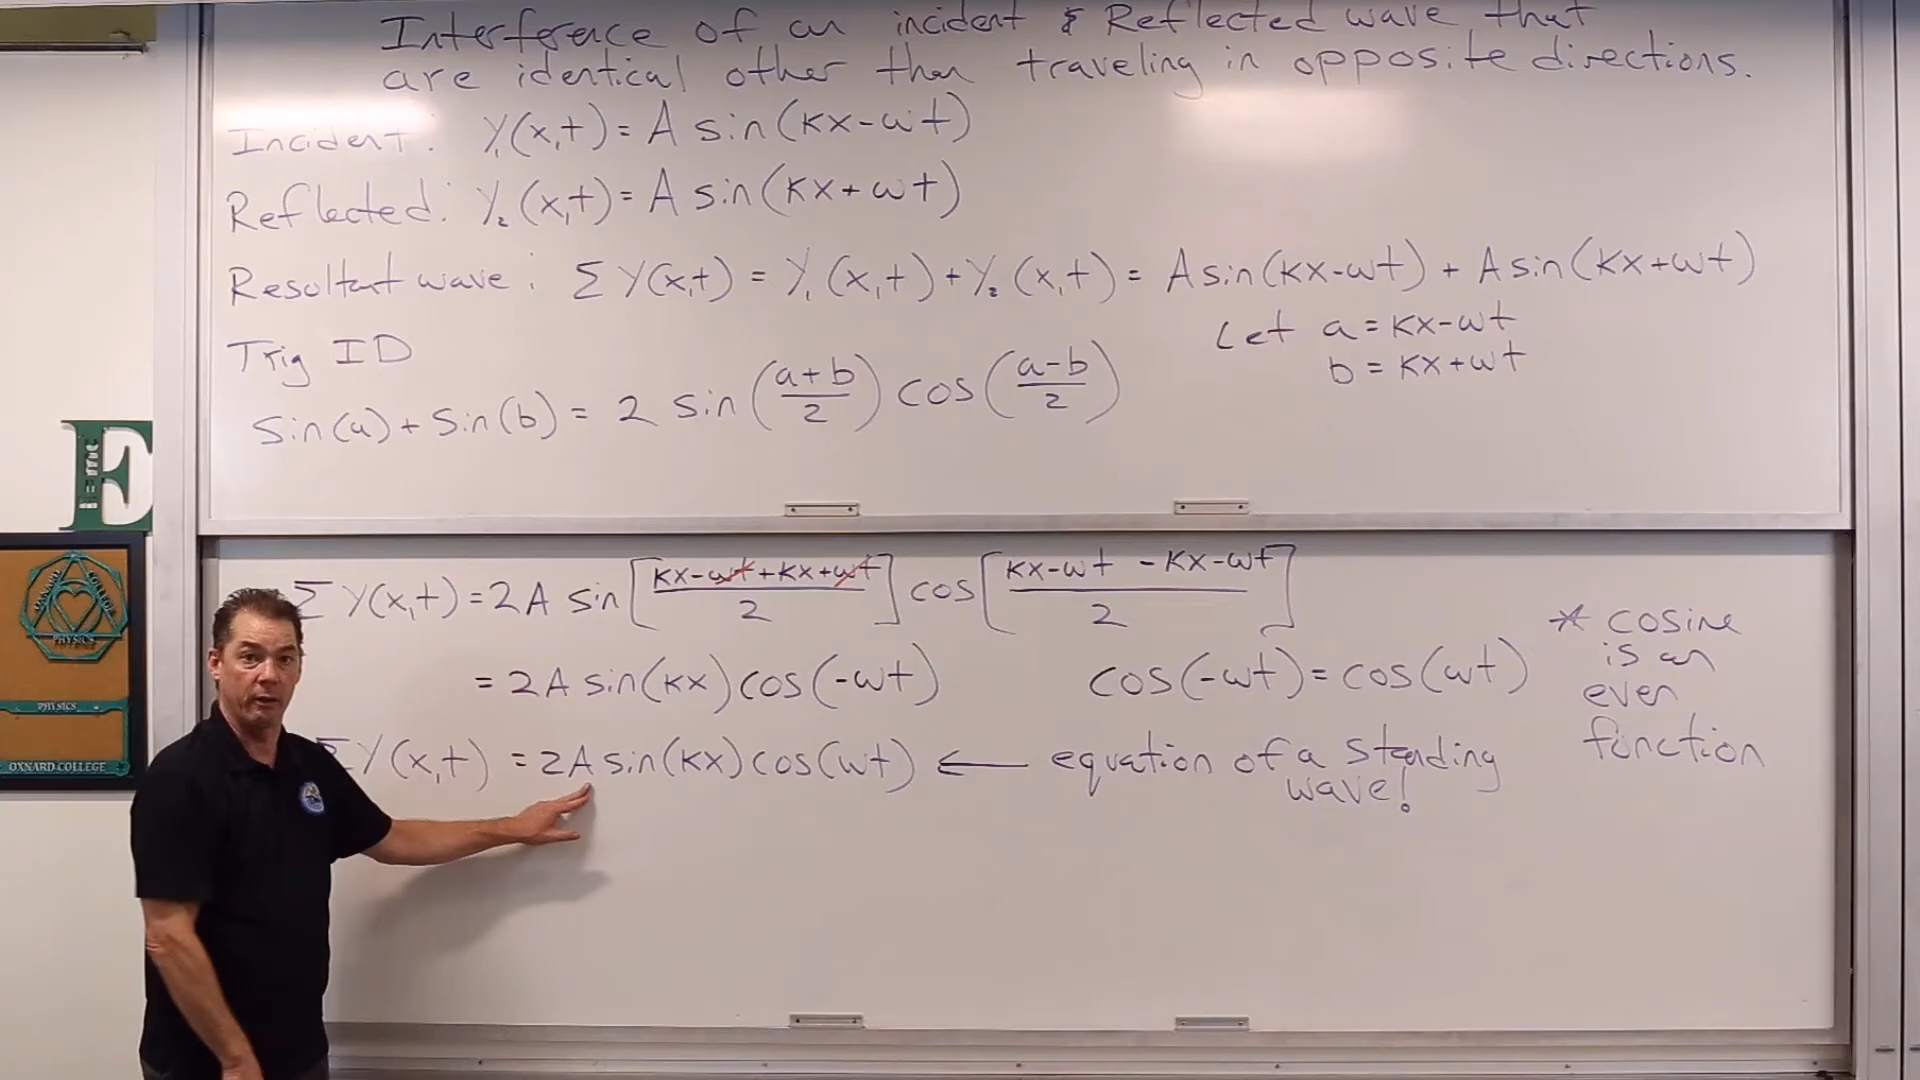 Interference of an incident & Reflected wave that
are identical other than traveling in opposite directions.
Incident: y₁(x,t) = A sin(kx-ωt)
Reflected: y₂(x,t) = A sin(kx+ωt)
Resultant wave: Σ Y(x,t) = y₁(x,t) + y₂(x,t) = A sin(kx-ωt) + A sin(kx+ωt)
Let a = kx-ωt
b = kx+ωt
Trig ID
sin(a) + sin(b) = 2 sin((a+b)/2) cos((a-b)/2)
Σ Y(x,t) = 2A sin[(kx-ωt+kx+ωt)/2] cos[(kx-ωt -kx-ωt)/2]
= 2A sin(kx) cos(-ωt)
cos(-ωt) = cos(ωt)
* cosine
is an
even
function
ΣY(x,t) = 2A sin(kx) cos(ωt) ← equation of a standing
wave!
E=mc
OXNARD COLLEGE
PHYSICS
PHYSICS
OXNARD COLLEGE